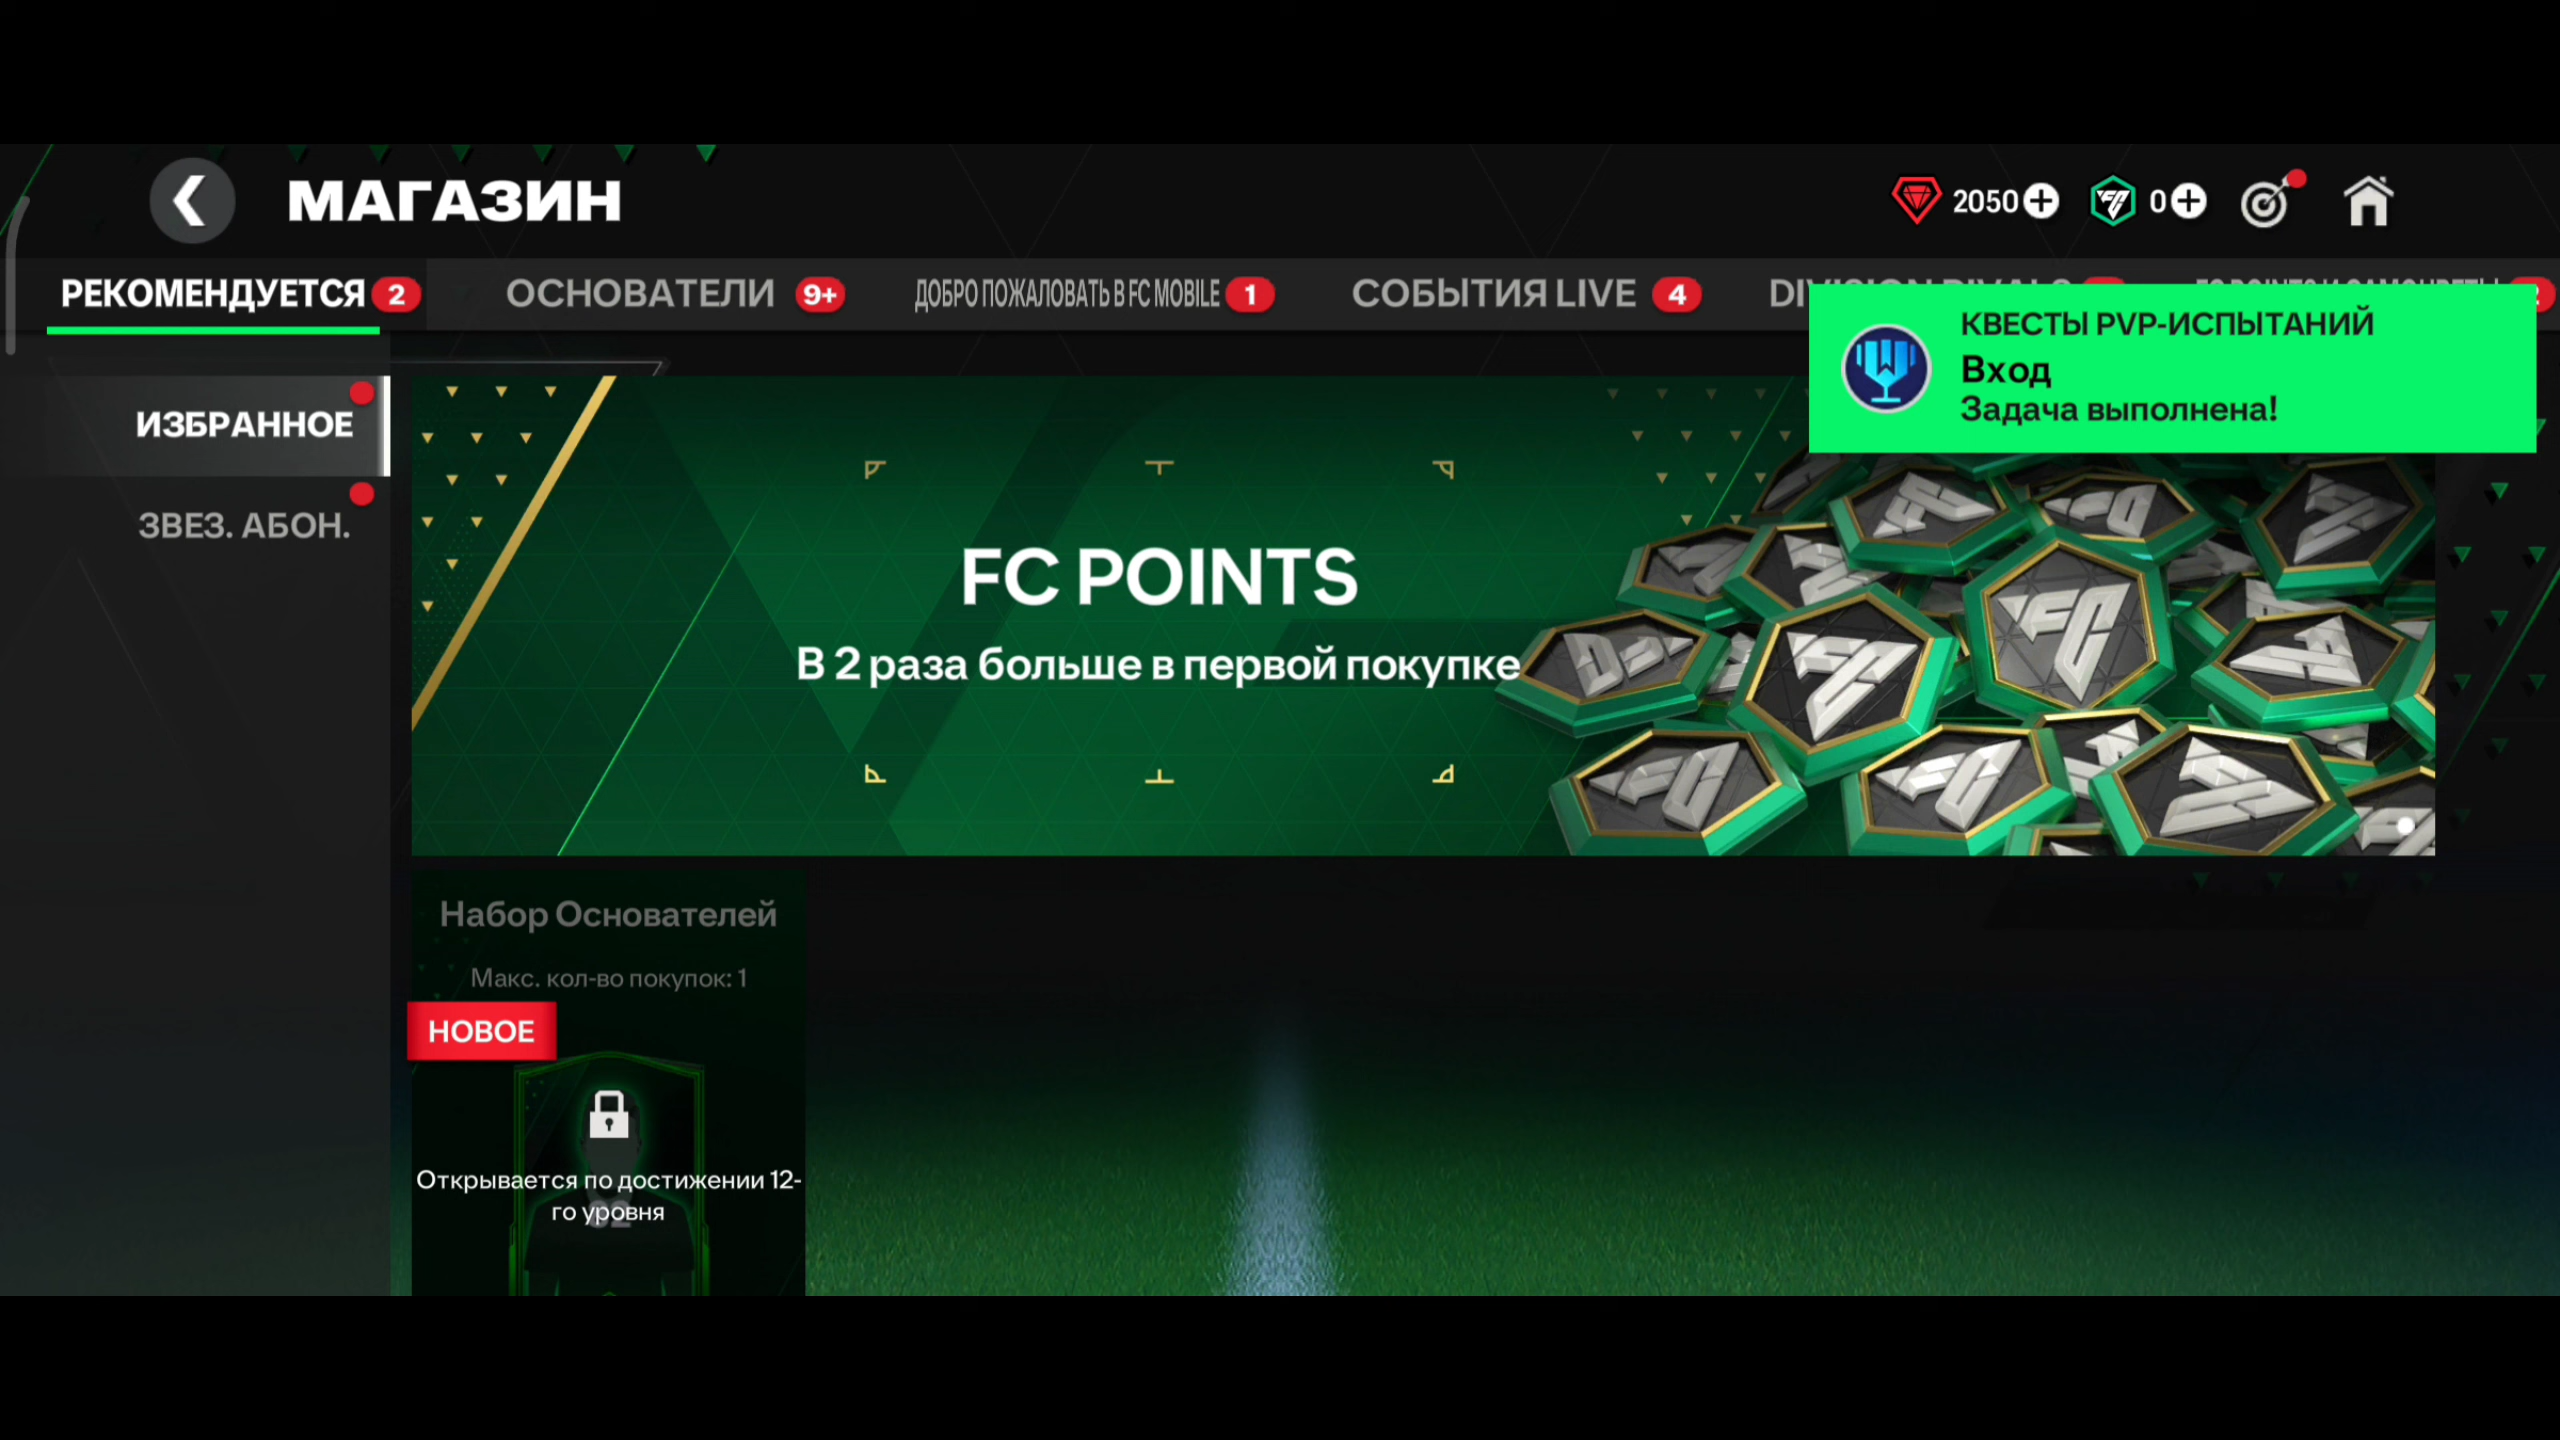 МАГАЗИН
2050
0
РЕКОМЕНДУЕТСЯ 2
ОСНОВАТЕЛИ 9+
ДОБРО ПОЖАЛОВАТЬ В FC MOBILE 1
СОБЫТИЯ LIVE 4
КВЕСТЫ PVP-ИСПЫТАНИЙ
Вход
Задача выполнена!
ИЗБРАННОЕ
ЗВЕЗ. АБОН.
FC POINTS
В 2 раза больше в первой покупке
Набор Основателей
Макс. кол-во покупок: 1
НОВОЕ
Открывается по достижении 12-
го уровня